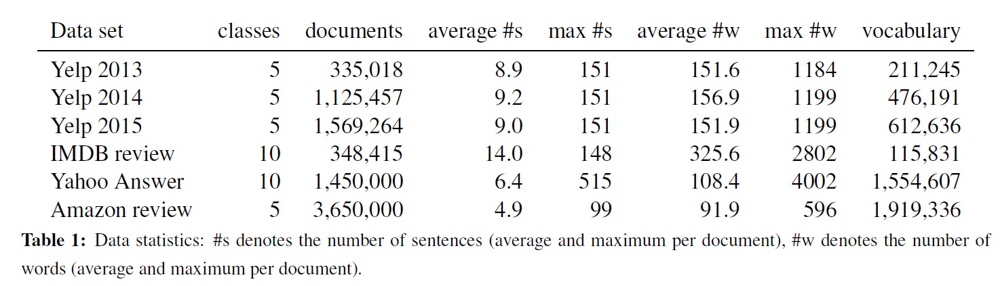 Data set classes documents average #s max #s average #w max #w vocabulary
Yelp 2013 5 335,018 8.9 151 151.6 1184 211,245
Yelp 2014 5 1,125,457 9.2 151 156.9 1199 476,191
Yelp 2015 5 1,569,264 9.0 151 151.9 1199 612,636
IMDB review 10 348,415 14.0 148 325.6 2802 115,831
Yahoo Answer 10 1,450,000 6.4 515 108.4 4002 1,554,607
Amazon review 5 3,650,000 4.9 99 91.9 596 1,919,336
Table 1: Data statistics: #s denotes the number of sentences (average and maximum per document), #w denotes the number of
words (average and maximum per document).